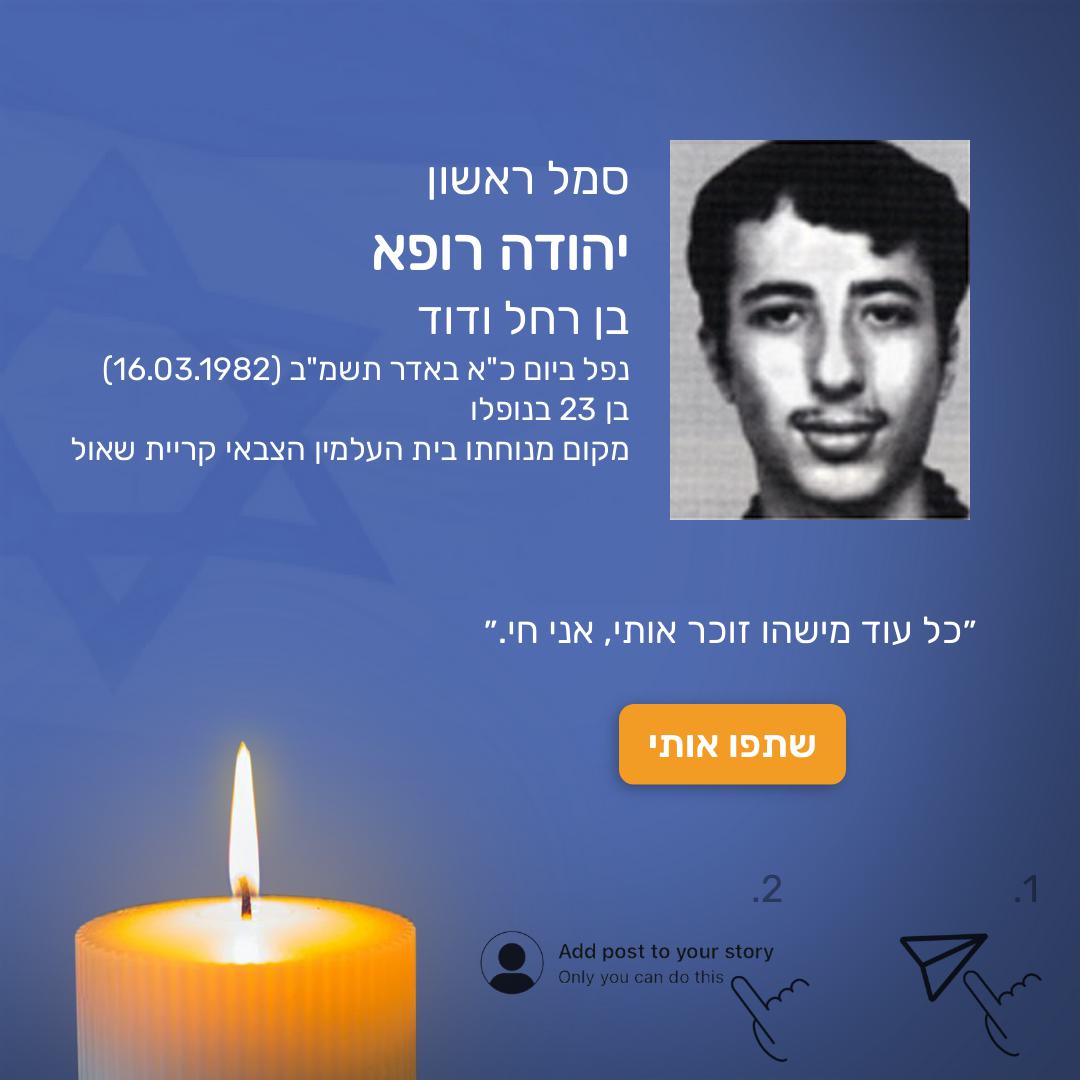 סמל ראשון
יהודה רופא
בן רחל ודוד
נפל ביום כ"א באדר תשמ"ב (16.03.1982)
בן 23 בנופלו
מקום מנוחתו בית העלמין הצבאי קריית שאול
״כל עוד מישהו זוכר אותי, אני חי.״
שתפו אותי
1.
2.
Add post to your story
Only you can do this